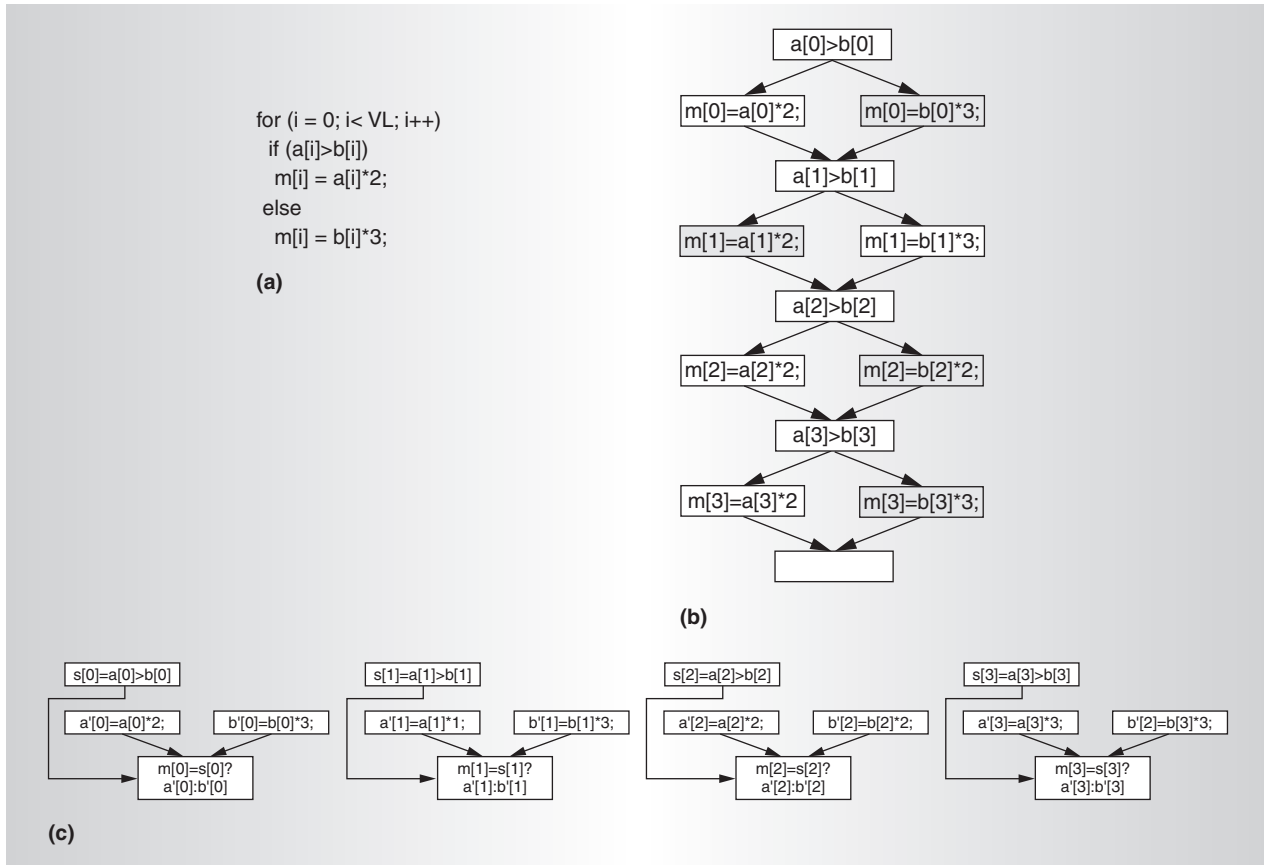 for (i = 0; i< VL; i++)
if (a[i]>b[i])
m[i] = a[i]*2;
else
m[i] = b[i]*3;
(a)
a[0]>b[0]
m[0]=a[0]*2;
m[0]=b[0]*3;
a[1]>b[1]
m[1]=a[1]*2;
m[1]=b[1]*3;
a[2]>b[2]
m[2]=a[2]*2;
m[2]=b[2]*2;
a[3]>b[3]
m[3]=a[3]*2
m[3]=b[3]*3;
(b)
s[0]=a[0]>b[0]
a'[0]=a[0]*2;
b'[0]=b[0]*3;
m[0]=s[0]?
a'[0]:b'[0]
s[1]=a[1]>b[1]
a'[1]=a[1]*1;
b'[1]=b[1]*3;
m[1]=s[1]?
a'[1]:b'[1]
s[2]=a[2]>b[2]
a'[2]=a[2]*2;
b'[2]=b[2]*2;
m[2]=s[2]?
a'[2]:b'[2]
s[3]=a[3]>b[3]
a'[3]=a[3]*3;
b'[2]=b[3]*3;
m[3]=s[3]?
a'[3]:b'[3]
(c)